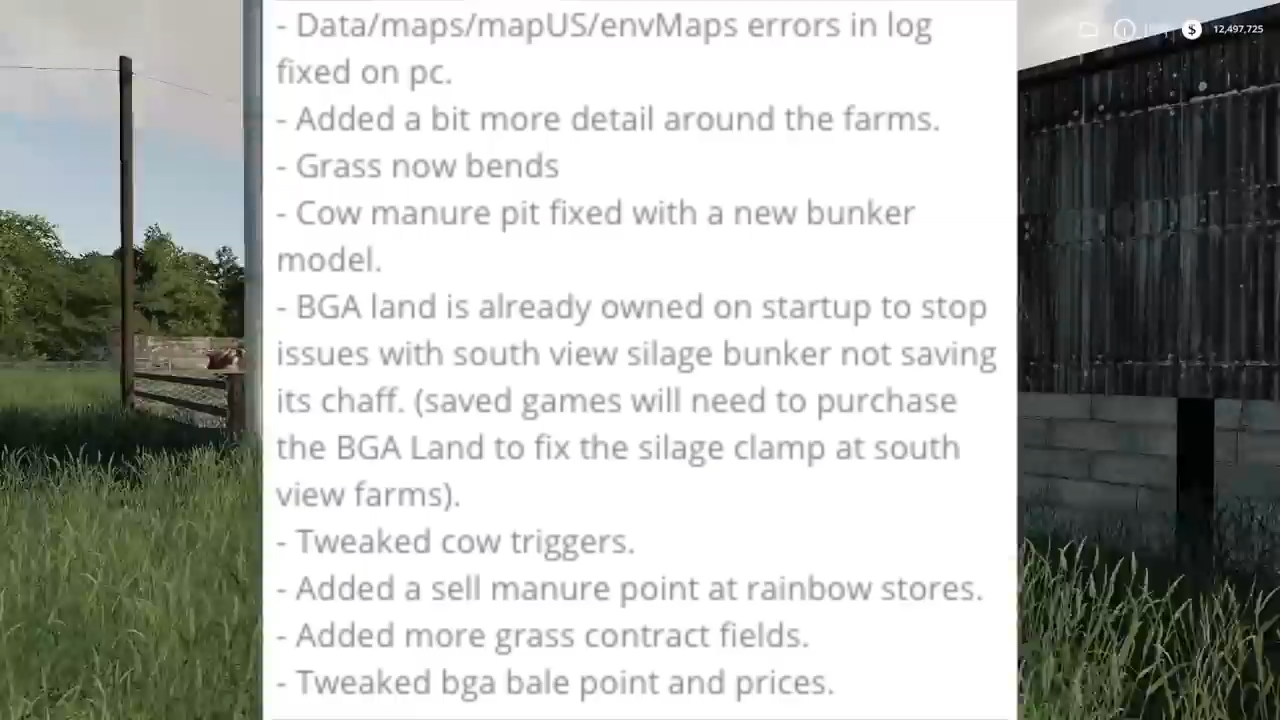 12,497,725
- Data/maps/mapUS/envMaps errors in log
fixed on pc.
- Added a bit more detail around the farms.
- Grass now bends
- Cow manure pit fixed with a new bunker
model.
- BGA land is already owned on startup to stop
issues with south view silage bunker not saving
its chaff. (saved games will need to purchase
the BGA Land to fix the silage clamp at south
view farms).
- Tweaked cow triggers.
- Added a sell manure point at rainbow stores.
- Added more grass contract fields.
- Tweaked bga bale point and prices.